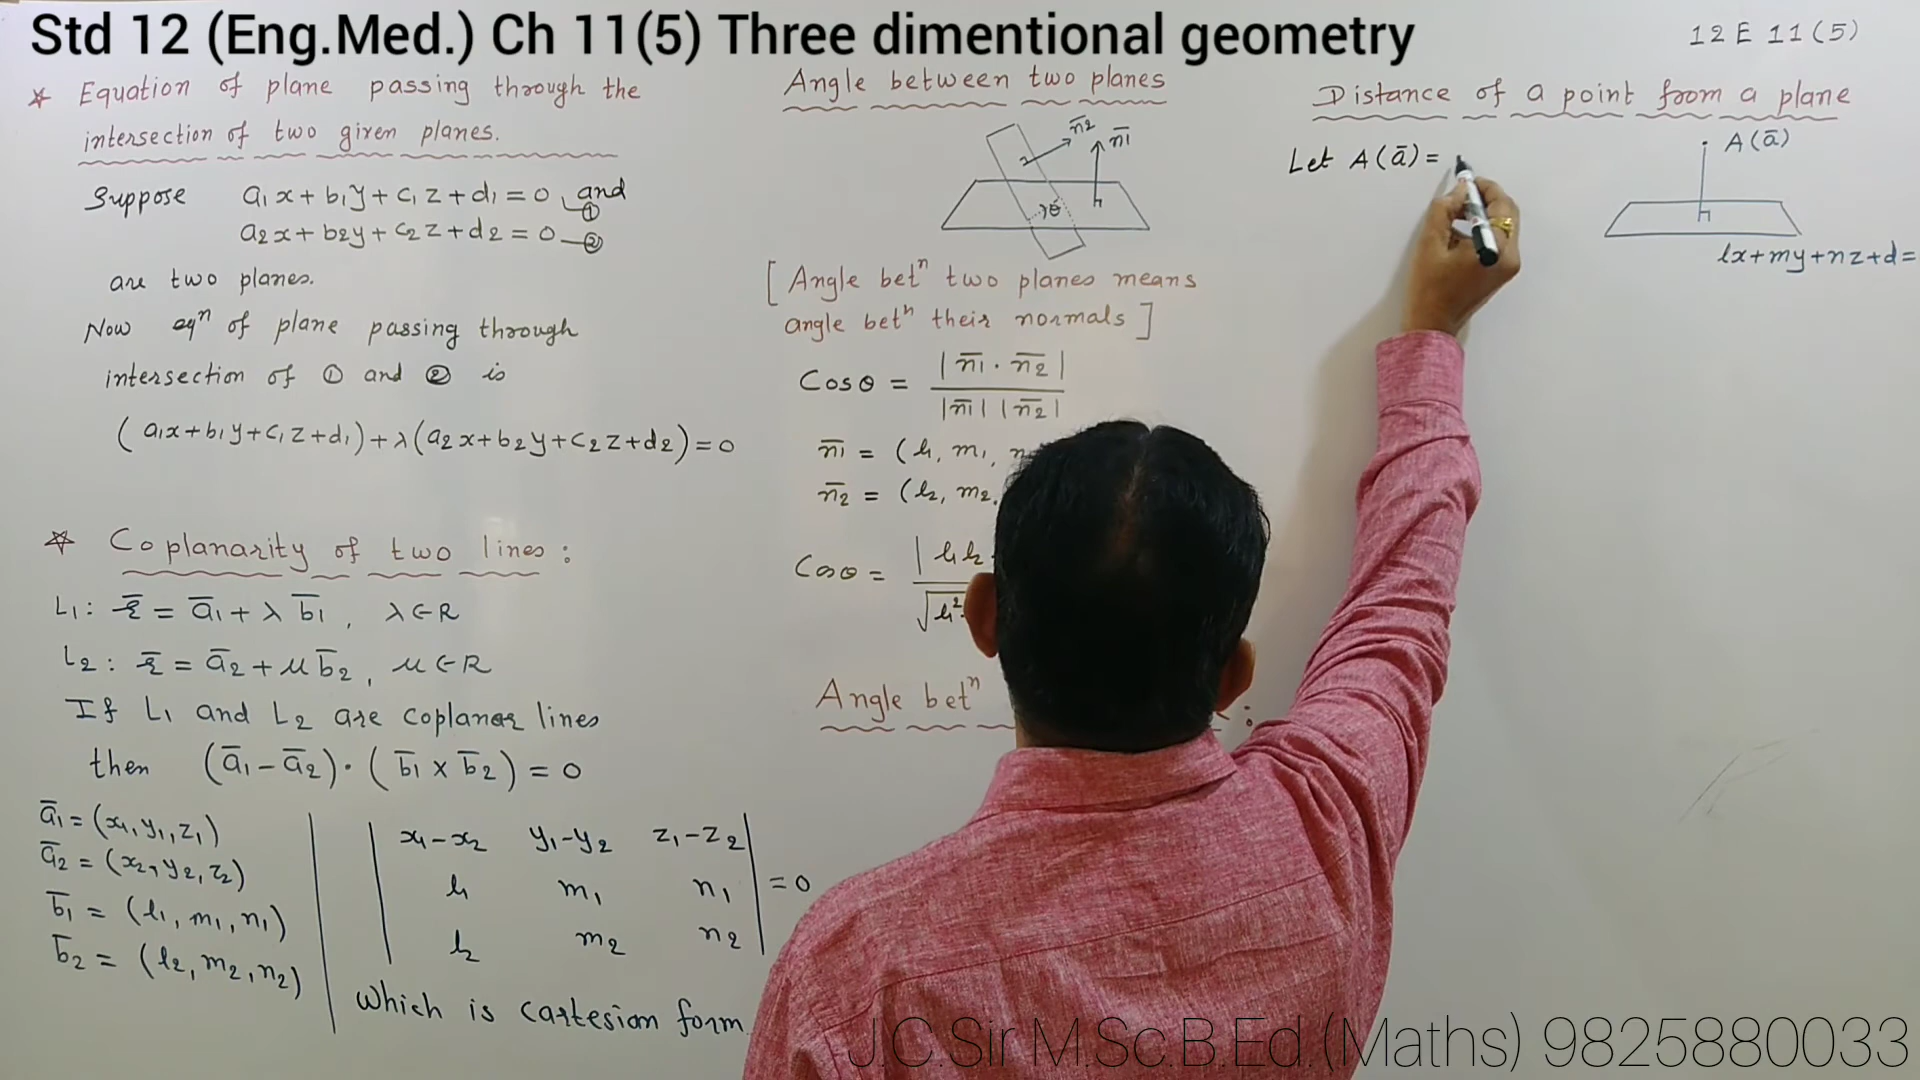 Std 12 (Eng.Med.) Ch 11(5) Three dimentional geometry
12 E 11(5)
* Equation of plane passing through the
intersection of two given planes.
Suppose a₁x + b₁y + c₁z + d₁ = 0 —① and
a₂x + b₂y + c₂z + d₂ = 0 —②
are two planes.
Now eqⁿ of plane passing through
intersection of ① and ② is
(a₁x+b₁y+c₁z+d₁)+λ(a₂x+b₂y+c₂z+d₂)=0
* Coplanarity of two lines :
L₁ : r̄ = ā₁ + λ b̄₁ , λ∈R
L₂ : r̄ = ā₂ + μ b̄₂ , μ∈R
If L₁ and L₂ are coplanar lines
then (ā₁ − ā₂) · (b̄₁ × b̄₂) = 0
ā₁ = (x₁, y₁, z₁)
ā₂ = (x₂, y₂, z₂)
b̄₁ = (l₁, m₁, n₁)
b̄₂ = (l₂, m₂, n₂)
x₁−x₂ y₁−y₂ z₁−z₂
l₁ m₁ n₁ = 0
l₂ m₂ n₂
Which is cartesian form
Angle between two planes
n̄₂ n̄₁
θ
[ Angle betⁿ two planes means
angle betⁿ their normals ]
Cosθ = | n̄₁ · n̄₂ |
|n̄₁| |n̄₂|
n̄₁ = (l₁, m₁, n
n̄₂ = (l₂, m₂,
Cosθ = | l₁l₂
√l₁²
Angle betⁿ :
Distance of a point from a plane
Let A(ā) =
A(ā)
lx+my+nz+d=
J.C.Sir M.Sc.B.Ed.(Maths) 9825880033